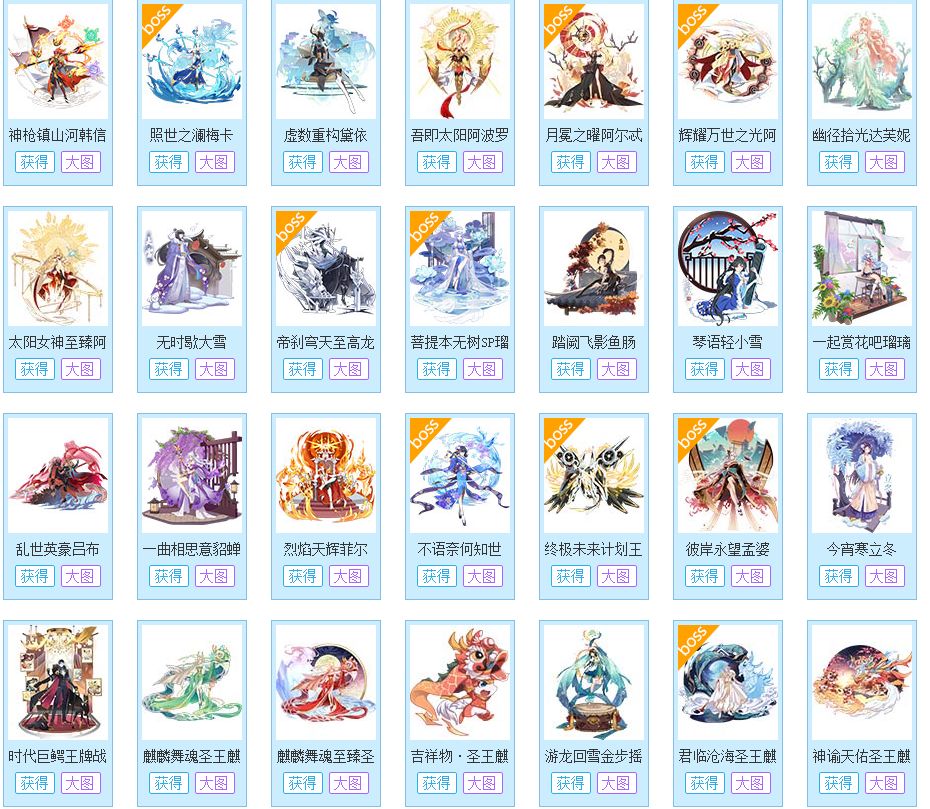 boss boss boss
神枪镇山河韩信 照世之澜梅卡 虚数重构黛依 吾即太阳阿波罗 月冕之曜阿尔忒 辉耀万世之光阿 幽径拾光达芙妮
获得 大图 获得 大图 获得 大图 获得 大图 获得 大图 获得 大图 获得 大图
boss boss
太阳女神至臻阿 无时歇大雪 帝刹穹天至高龙 菩提本无树SP瑠 踏阙飞影鱼肠 琴语轻小雪 一起赏花吧瑠璃
获得 大图 获得 大图 获得 大图 获得 大图 获得 大图 获得 大图 获得 大图
boss boss boss
乱世英豪吕布 一曲相思意貂蝉 烈焰天辉菲尔 不语奈何知世 终极未来计划王 彼岸永望孟婆 今宵寒立冬
获得 大图 获得 大图 获得 大图 获得 大图 获得 大图 获得 大图 获得 大图
boss
时代巨鳄王牌战 麒麟舞魂圣王麒 麒麟舞魂至臻圣 吉祥物·圣王麒 游龙回雪金步摇 君临沧海圣王麒 神谕天佑圣王麒
获得 大图 获得 大图 获得 大图 获得 大图 获得 大图 获得 大图 获得 大图